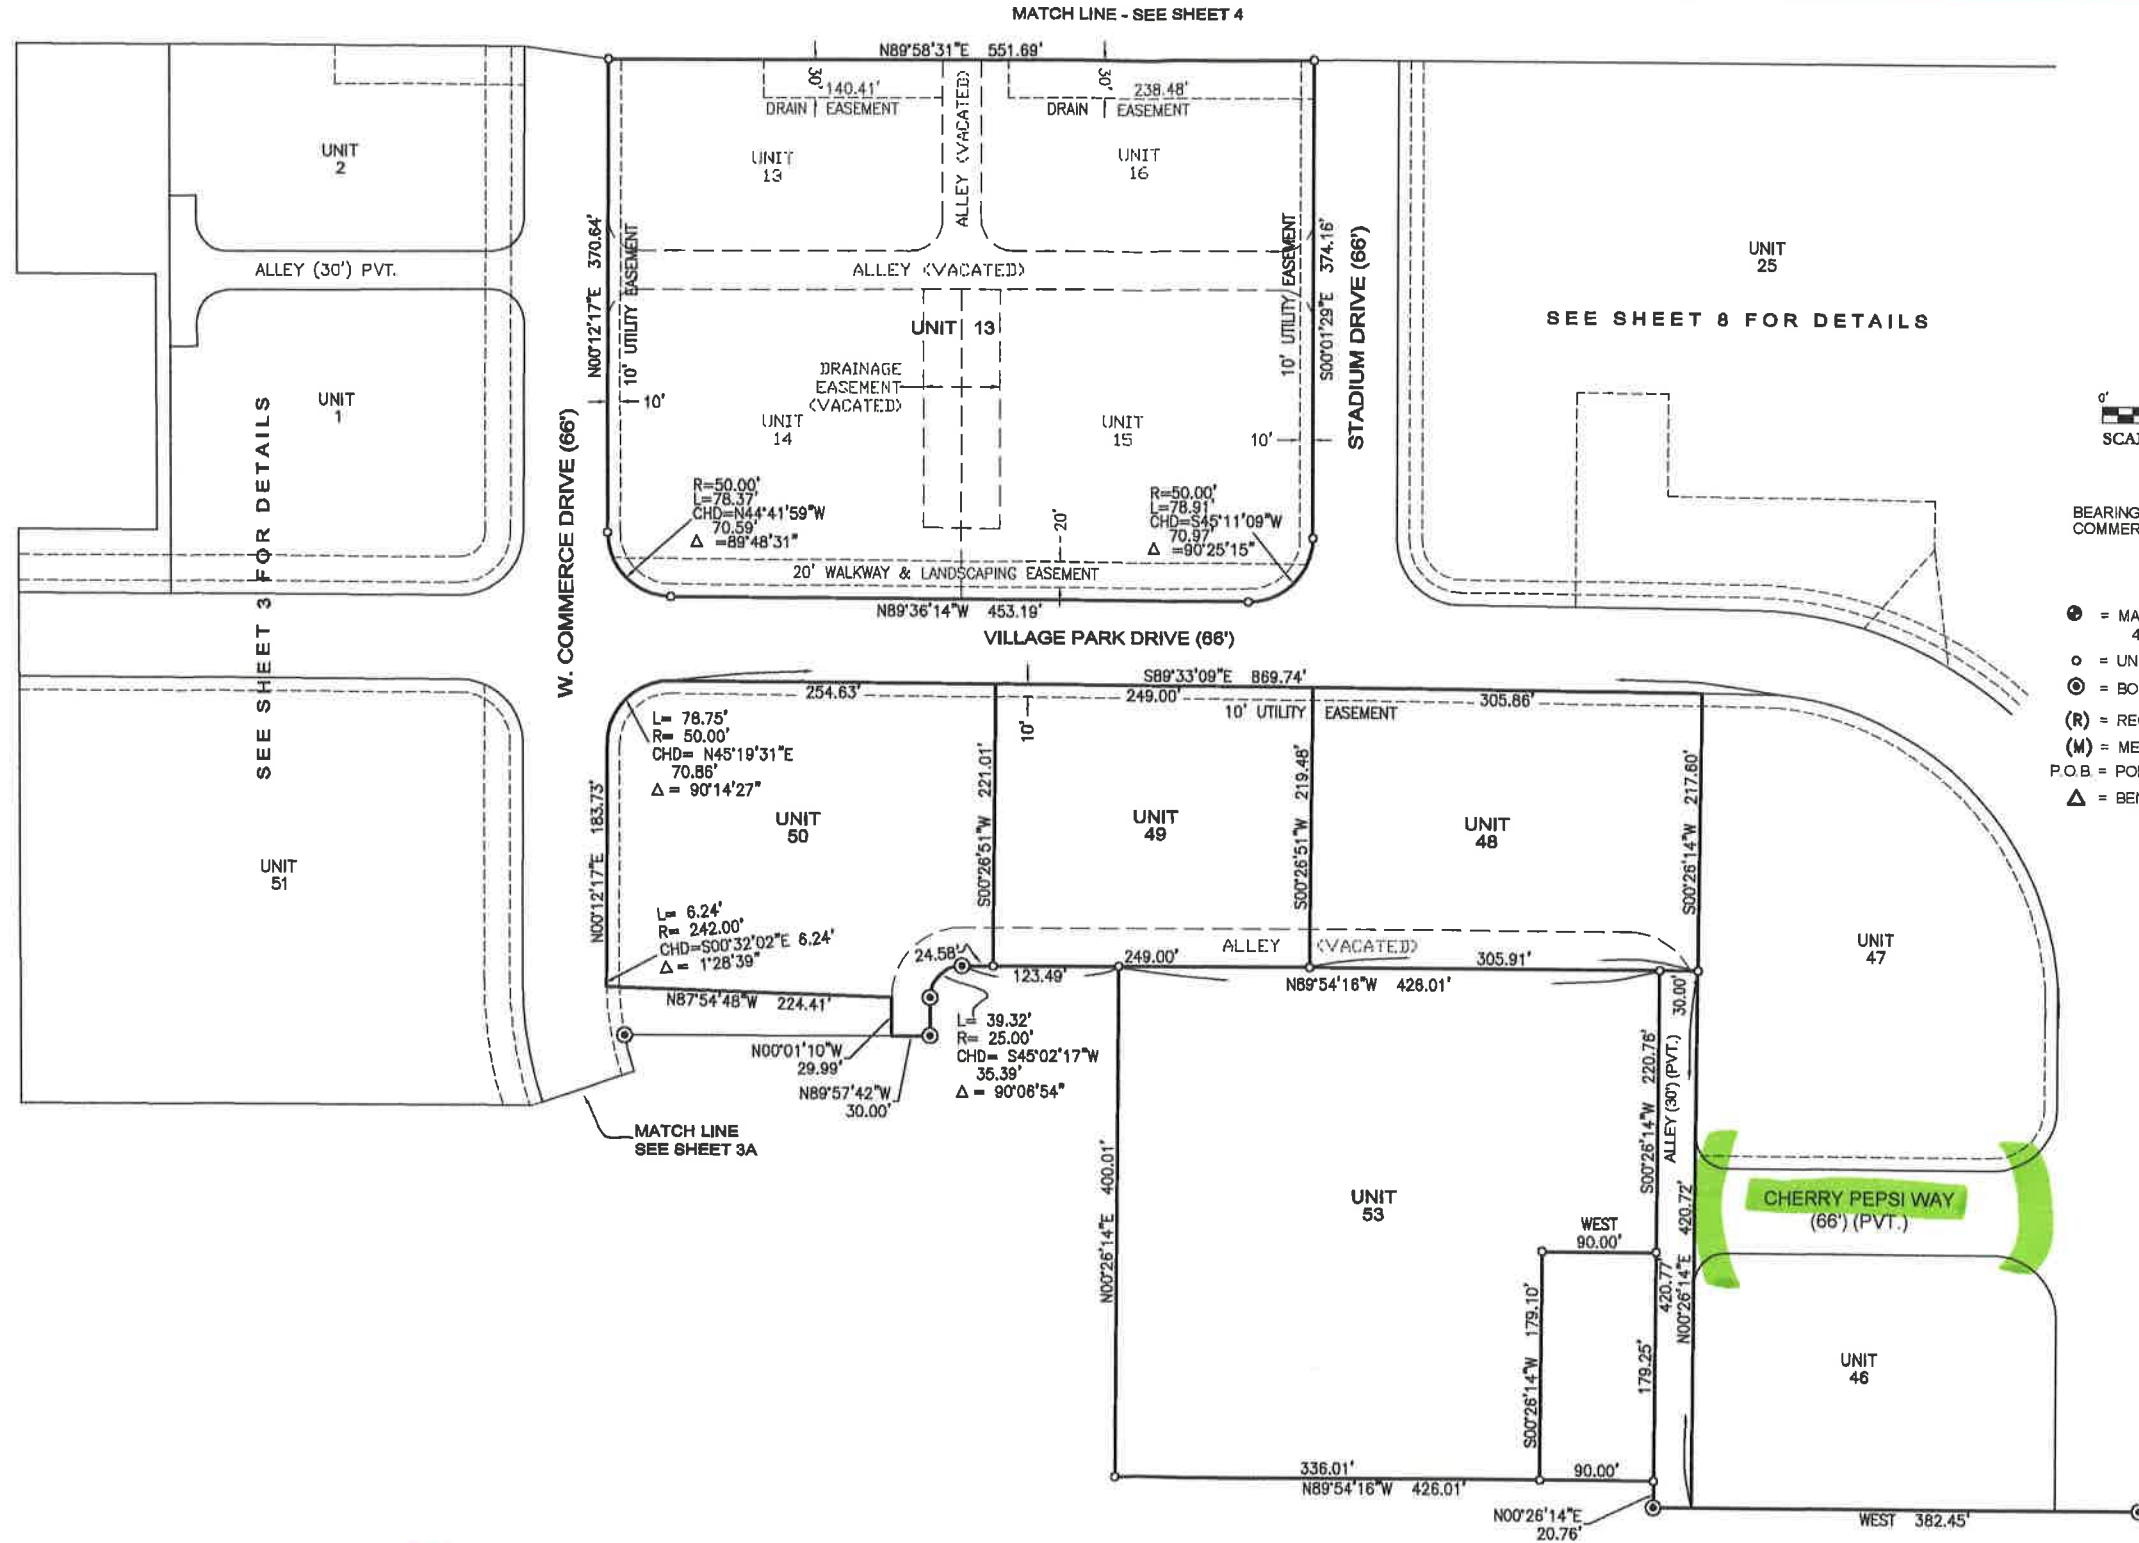 MATCH LINE - SEE SHEET 4
N89°58'31"E 551.69'
30'
140.41'
DRAIN EASEMENT
30'
238.48'
DRAIN EASEMENT
ALLEY (VACATED)
UNIT
2
UNIT
13
UNIT
16
ALLEY (30') PVT.
ALLEY (VACATED)
N00°12'17"E 370.64'
10' UTILITY EASEMENT
10' UTILITY EASEMENT
S00°01'29"E 374.16'
STADIUM DRIVE (66')
UNIT
25
SEE SHEET 8 FOR DETAILS
UNIT 13
DRAINAGE
EASEMENT
(VACATED)
UNIT
1
10'
UNIT
14
UNIT
15
10'
SEE SHEET 3 FOR DETAILS
W. COMMERCE DRIVE (66')
0'
R=50.00'
L=78.37'
CHD=N44°41'59"W
70.59'
Δ =89°48'31"
R=50.00'
L=78.91'
CHD=S45°11'09"W
70.97'
Δ =90°25'15"
20'
20' WALKWAY & LANDSCAPING EASEMENT
N89°36'14"W 453.19'
VILLAGE PARK DRIVE (66')
BEARING
COMMER
= MA
4
= UN
= BO
(R) = RE
(M) = ME
P.O.B. = PO
Δ = BE
S89°33'09"E 869.74'
254.63'
249.00'
305.86'
10' UTILITY EASEMENT
10'
L= 78.75'
R= 50.00'
CHD= N45°19'31"E
70.86'
Δ = 90°14'27"
N00°12'17"E 183.73'
S00°26'51"W 221.01'
S00°26'51"W 219.48'
S00°26'14"W 217.60'
UNIT
50
UNIT
49
UNIT
48
UNIT
51
UNIT
47
L= 6.24'
R= 242.00'
CHD=S00°32'02"E 6.24'
Δ = 1°28'39"
ALLEY (VACATED)
24.58'
123.49'
249.00'
305.91'
N89°54'16"W 426.01'
N87°54'48"W 224.41'
30.00'
L= 39.32'
R= 25.00'
CHD= S45°02'17"W
35.39'
Δ = 90°06'54"
N00°01'10"W
29.99'
N89°57'42"W
30.00'
MATCH LINE
SEE SHEET 3A
S00°26'14"W 220.76'
ALLEY (30') (PVT.)
N00°26'14"E 400.01'
UNIT
53
CHERRY PEPSI WAY
(66') (PVT.)
WEST
90.00'
420.77'
N00°26'14"E 420.72'
S00°26'14"W 179.10'
179.25'
UNIT
46
336.01'
90.00'
N89°54'16"W 426.01'
N00°26'14"E
20.76'
WEST 382.45'